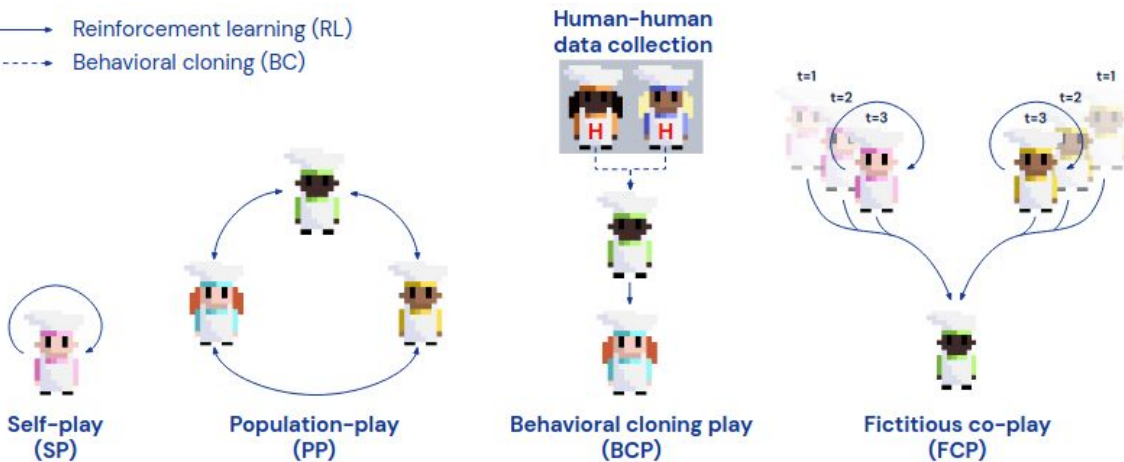 Reinforcement learning (RL)
Behavioral cloning (BC)
Human-human
data collection
H H
t=1
t=2
t=3
t=1
t=2
t=3
Self-play
(SP)
Population-play
(PP)
Behavioral cloning play
(BCP)
Fictitious co-play
(FCP)